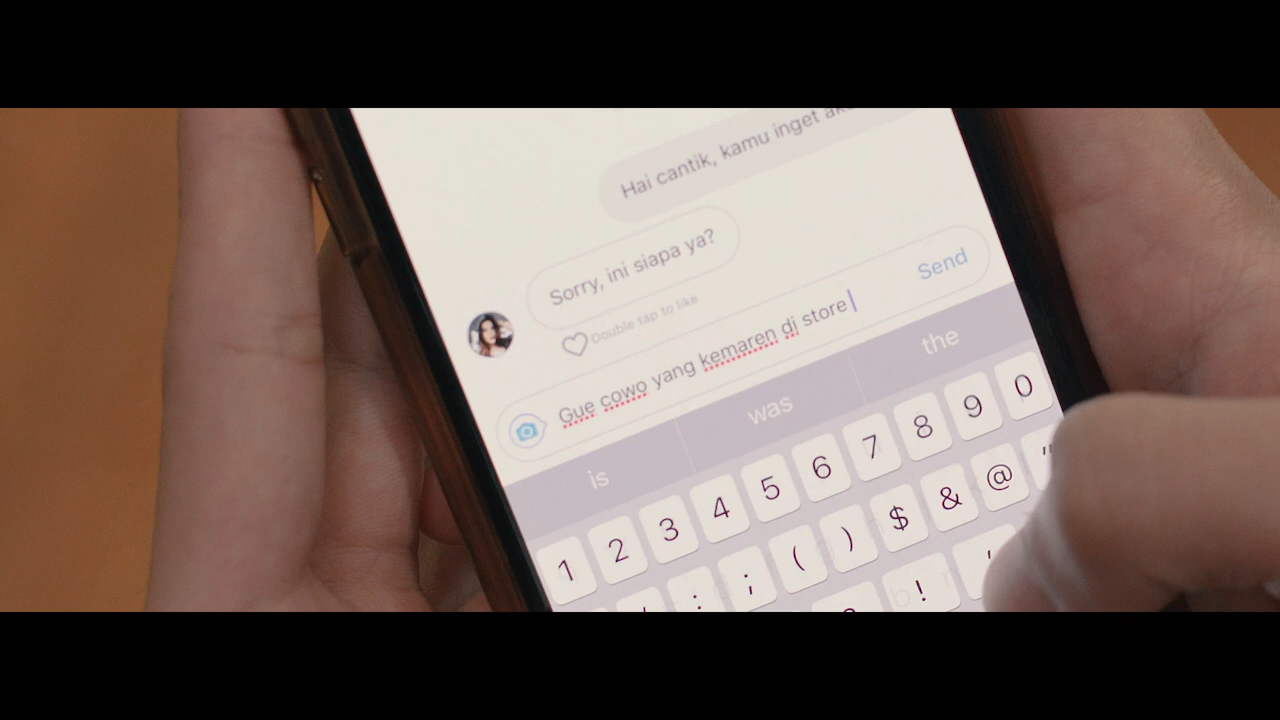 Hai cantik, kamu inget
Sorry, ini siapa ya?
Double tap to like
Gue cowo yang kemaren di store
Send
is was the
1 2 3 4 5 6 7 8 9 0
: ; ( ) $ & @ "
! '